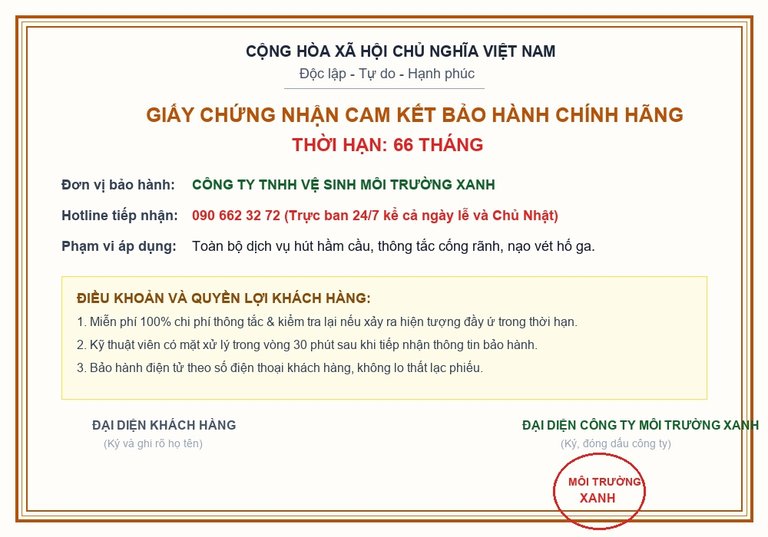 CỘNG HÒA XÃ HỘI CHỦ NGHĨA VIỆT NAM
Độc lập - Tự do - Hạnh phúc
GIẤY CHỨNG NHẬN CAM KẾT BẢO HÀNH CHÍNH HÃNG
THỜI HẠN: 66 THÁNG
Đơn vị bảo hành: CÔNG TY TNHH VỆ SINH MÔI TRƯỜNG XANH
Hotline tiếp nhận: 090 662 32 72 (Trực ban 24/7 kể cả ngày lễ và Chủ Nhật)
Phạm vi áp dụng: Toàn bộ dịch vụ hút hầm cầu, thông tắc cống rãnh, nạo vét hố ga.
ĐIỀU KHOẢN VÀ QUYỀN LỢI KHÁCH HÀNG:
1. Miễn phí 100% chi phí thông tắc & kiểm tra lại nếu xảy ra hiện tượng đầy ứ trong thời hạn.
2. Kỹ thuật viên có mặt xử lý trong vòng 30 phút sau khi tiếp nhận thông tin bảo hành.
3. Bảo hành điện tử theo số điện thoại khách hàng, không lo thất lạc phiếu.
ĐẠI DIỆN KHÁCH HÀNG
(Ký và ghi rõ họ tên)
ĐẠI DIỆN CÔNG TY MÔI TRƯỜNG XANH
(Ký, đóng dấu công ty)
MÔI TRƯỜNG
XANH